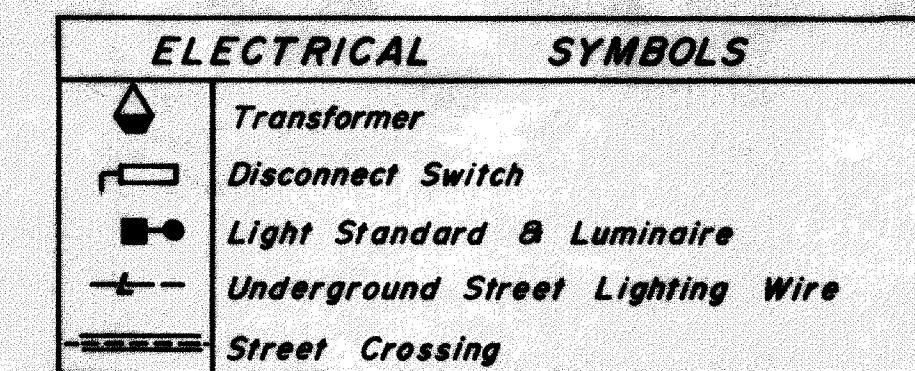 ELECTRICAL SYMBOLS
Transformer
Disconnect Switch
Light Standard & Luminaire
L Underground Street Lighting Wire
Street Crossing